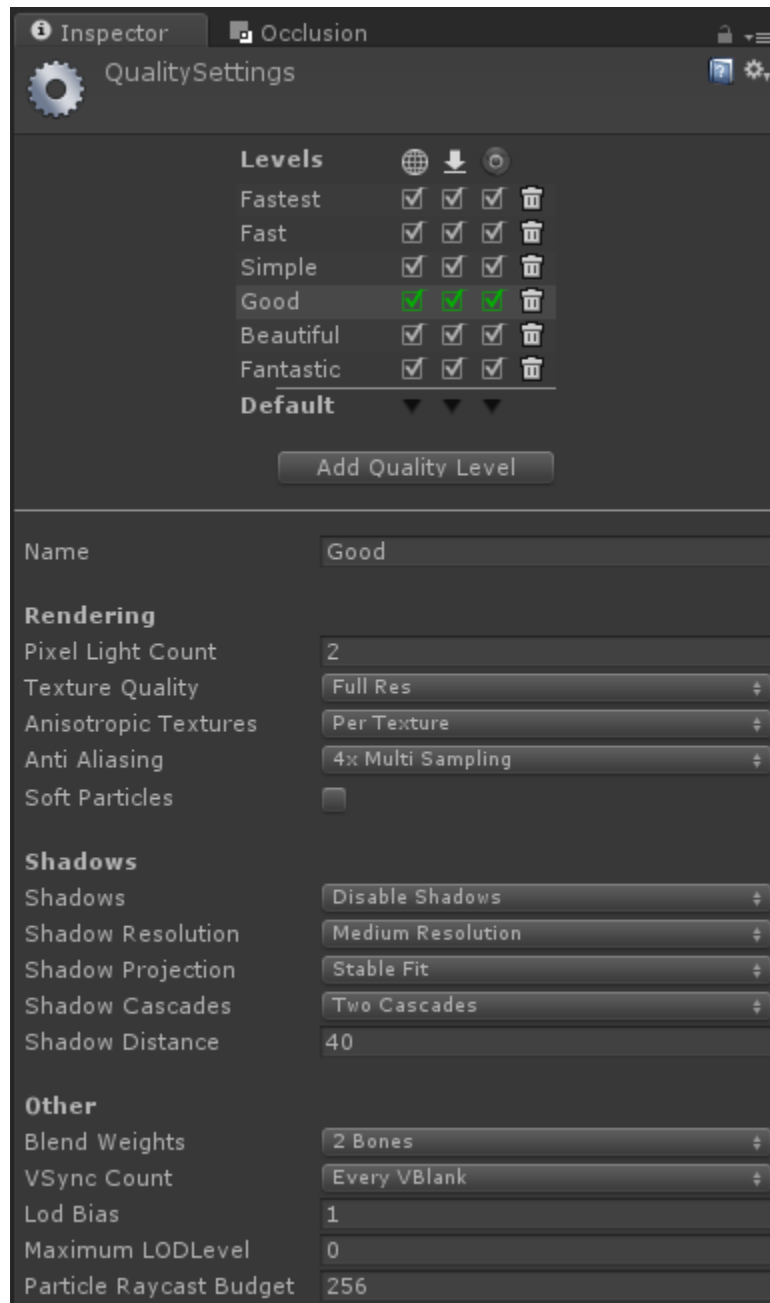 Inspector Occlusion
QualitySettings
Levels
Fastest
Fast
Simple
Good
Beautiful
Fantastic
Default
Add Quality Level
Name Good
Rendering
Pixel Light Count 2
Texture Quality Full Res
Anisotropic Textures Per Texture
Anti Aliasing 4x Multi Sampling
Soft Particles
Shadows
Shadows Disable Shadows
Shadow Resolution Medium Resolution
Shadow Projection Stable Fit
Shadow Cascades Two Cascades
Shadow Distance 40
Other
Blend Weights 2 Bones
VSync Count Every VBlank
Lod Bias 1
Maximum LODLevel 0
Particle Raycast Budget 256